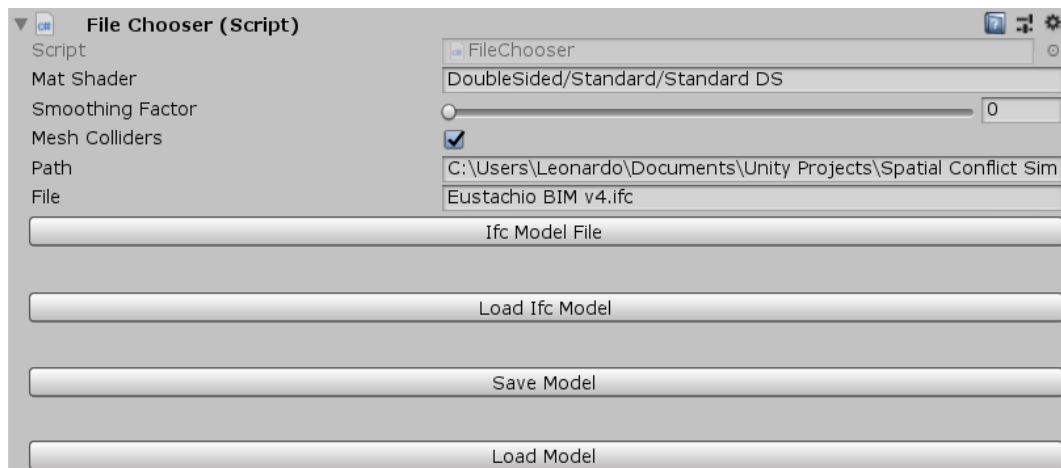 File Chooser (Script)
Script FileChooser
Mat Shader DoubleSided/Standard/Standard DS
Smoothing Factor 0
Mesh Colliders
Path C:\Users\Leonardo\Documents\Unity Projects\Spatial Conflict Sim
File Eustachio BIM v4.ifc
Ifc Model File
Load Ifc Model
Save Model
Load Model